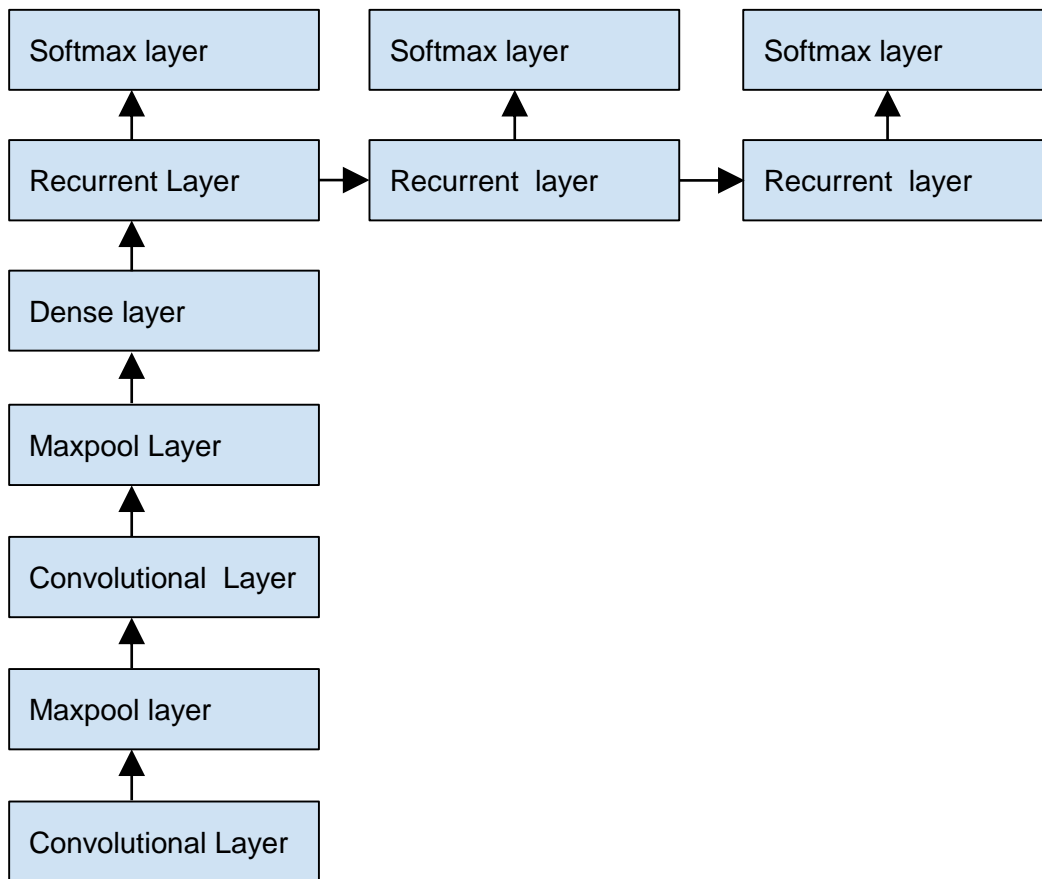 Softmax layer
Softmax layer
Softmax layer
Recurrent Layer
Recurrent  layer
Recurrent  layer
Dense layer
Maxpool Layer
Convolutional  Layer
Maxpool layer
Convolutional Layer